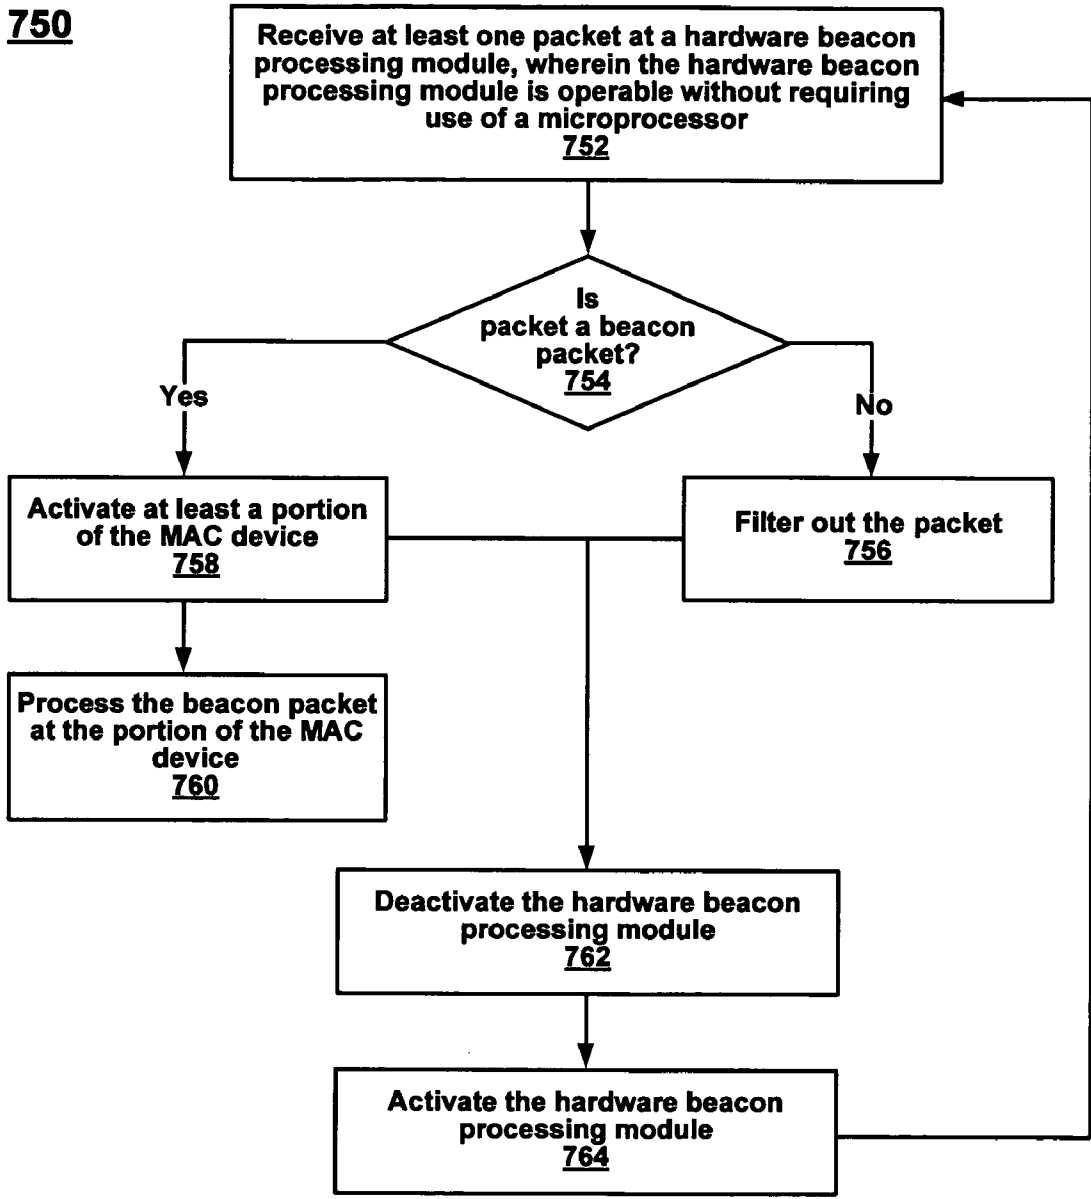 750
Receive at least one packet at a hardware beacon
processing module, wherein the hardware beacon
processing module is operable without requiring
use of a microprocessor
752
Is
packet a beacon
packet?
754
Yes
No
Activate at least a portion
of the MAC device
758
Filter out the packet
756
Process the beacon packet
at the portion of the MAC
device
760
Deactivate the hardware beacon
processing module
762
Activate the hardware beacon
processing module
764